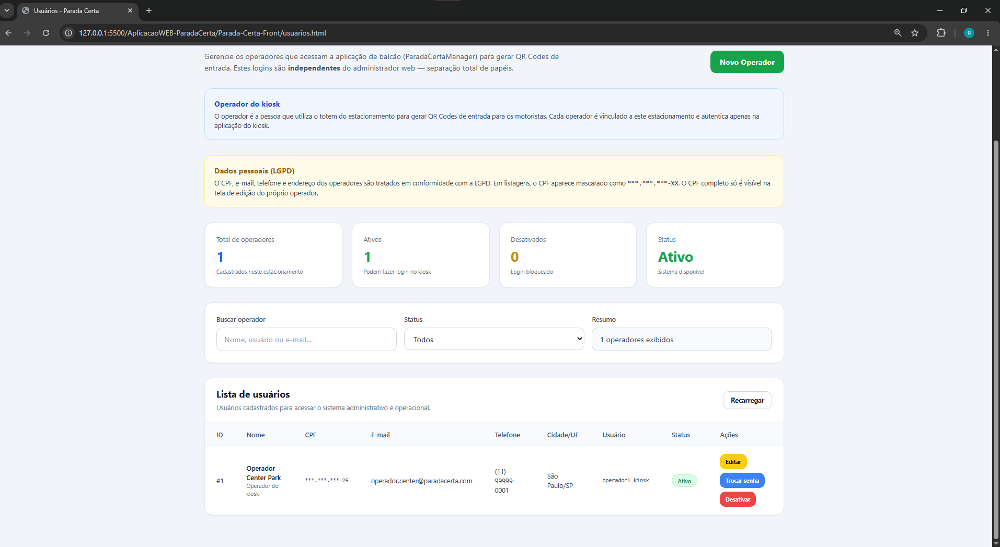 Usuários - Parada Certa
127.0.0.1:5500/AplicacaoWEB-ParadaCerta/Parada-Certa-Front/usuarios.html
g
Gerencie os operadores que acessam a aplicação de balcão (ParadaCertaManager) para gerar QR Codes de
entrada. Estes logins são independentes do administrador web — separação total de papéis.
Novo Operador
Operador do kiosk
O operador é a pessoa que utiliza o totem do estacionamento para gerar QR Codes de entrada para os motoristas. Cada operador é vinculado a este estacionamento e autentica apenas na
aplicação do kiosk.
Dados pessoais (LGPD)
O CPF, e-mail, telefone e endereço dos operadores são tratados em conformidade com a LGPD. Em listagens, o CPF aparece mascarado como ***.***.***-XX. O CPF completo só é visível na
tela de edição do próprio operador.
Total de operadores
1
Cadastrados neste estacionamento
Ativos
1
Podem fazer login no kiosk
Desativados
0
Login bloqueado
Status
Ativo
Sistema disponível
Buscar operador
Nome, usuário ou e-mail...
Status
Todos
Resumo
1 operadores exibidos
Lista de usuários
Usuários cadastrados para acessar o sistema administrativo e operacional.
Recarregar
ID Nome CPF E-mail Telefone Cidade/UF Usuário Status Ações
#1
Operador
Center Park
Operador do
kiosk
***.***.***-25
operador.center@paradacerta.com
(11)
99999-
0001
São
Paulo/SP
operador1_kiosk
Ativo
Editar
Trocar senha
Desativar